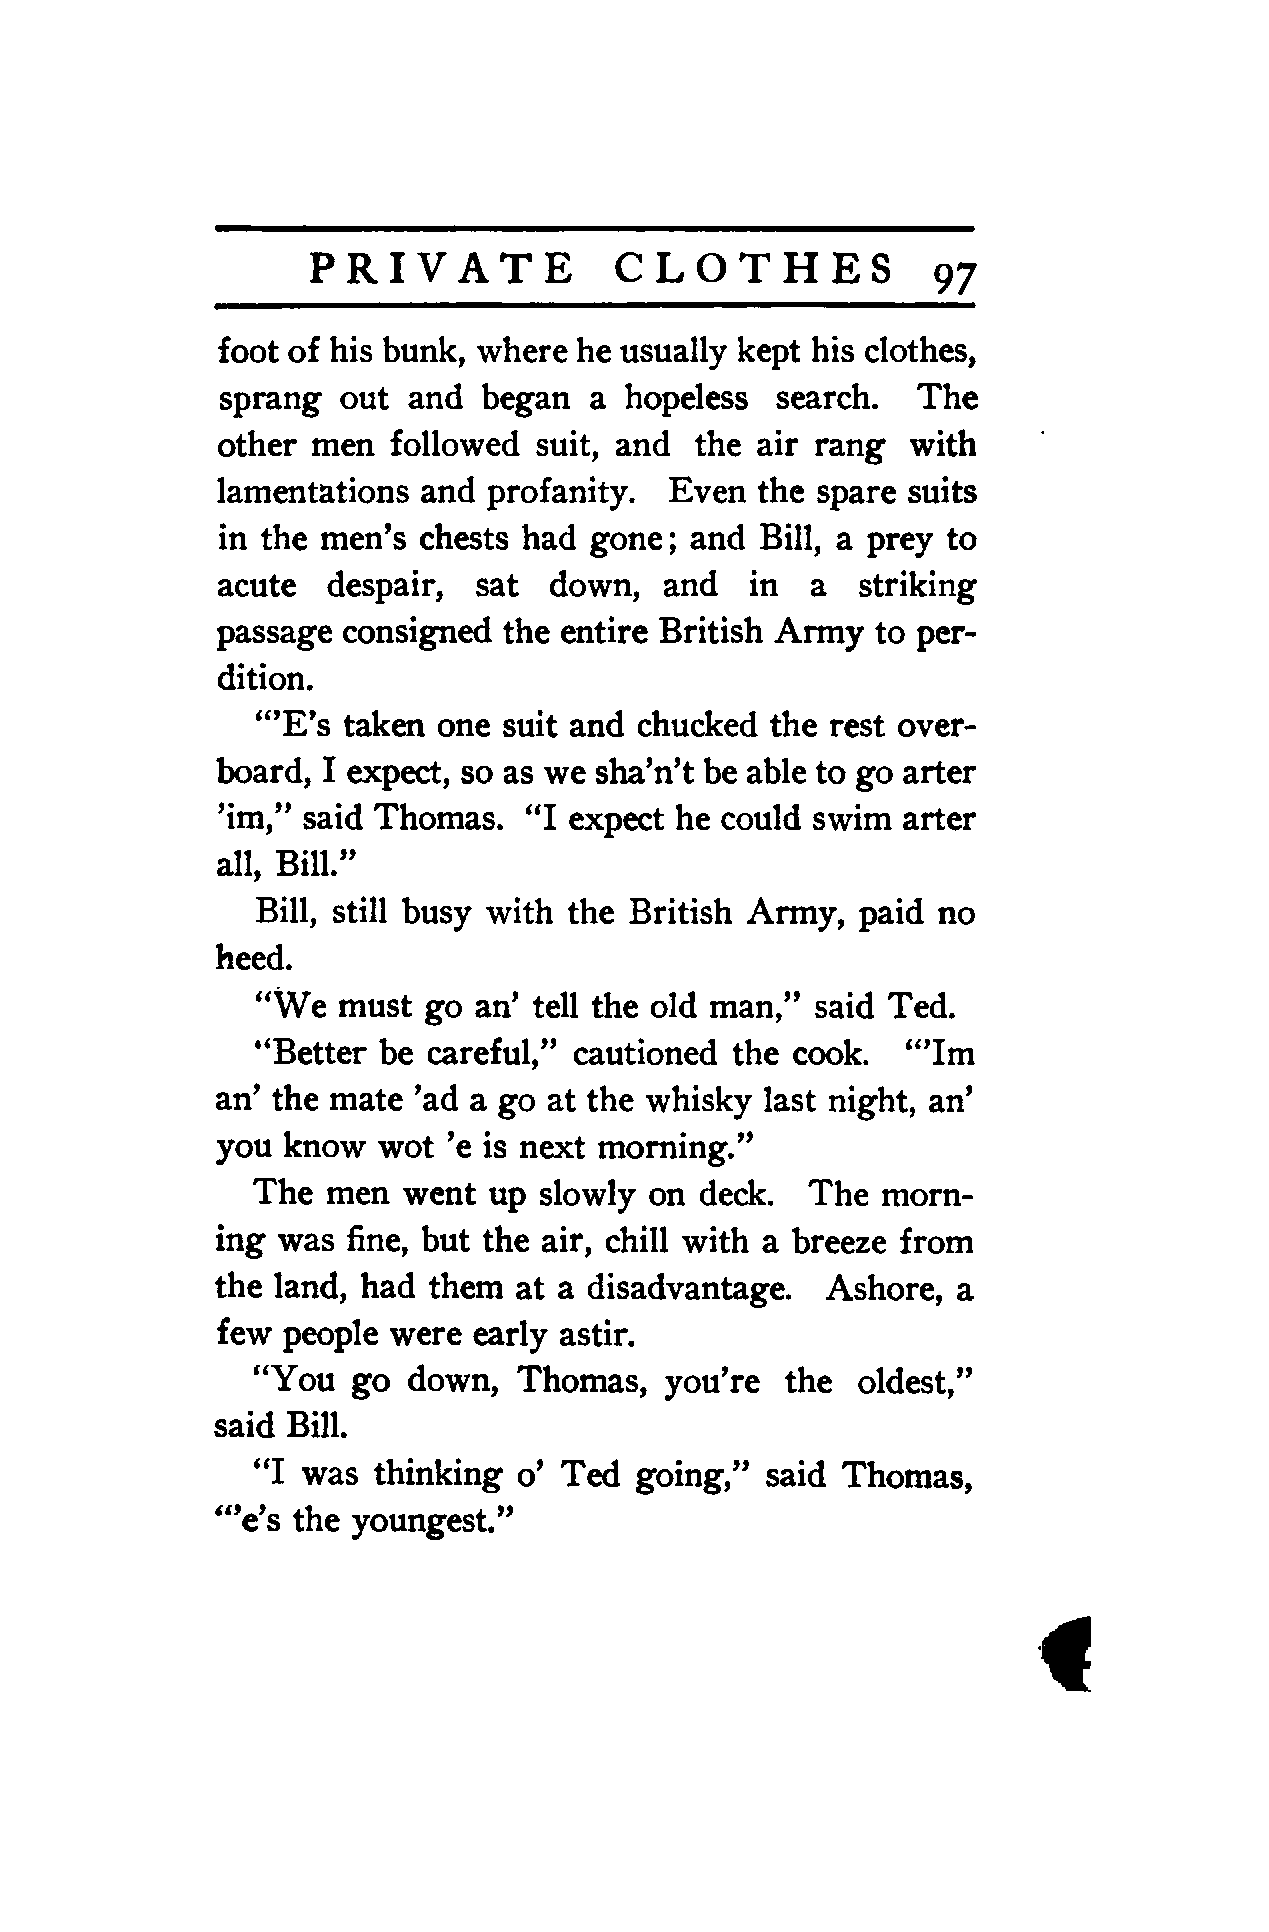 PRIVATE CLOTHES 97
foot of his bunk, where he usually kept his clothes,
sprang out and began a hopeless search. The
other men followed suit, and the air rang with
lamentations and profanity. Even the spare suits
in the men's chests had gone; and Bill, a prey to
acute despair, sat down, and in a striking
passage consigned the entire British Army to per-
dition.
“’E’s taken one suit and chucked the rest over-
board, I expect, so as we sha’n’t be able to go arter
’im,” said Thomas. “I expect he could swim arter
all, Bill.”
Bill, still busy with the British Army, paid no
heed.
“We must go an’ tell the old man,” said Ted.
“Better be careful,” cautioned the cook. “’Im
an’ the mate ’ad a go at the whisky last night, an’
you know wot ’e is next morning.”
The men went up slowly on deck. The morn-
ing was fine, but the air, chill with a breeze from
the land, had them at a disadvantage. Ashore, a
few people were early astir.
“You go down, Thomas, you’re the oldest,”
said Bill.
“I was thinking o’ Ted going,” said Thomas,
“’e’s the youngest.”